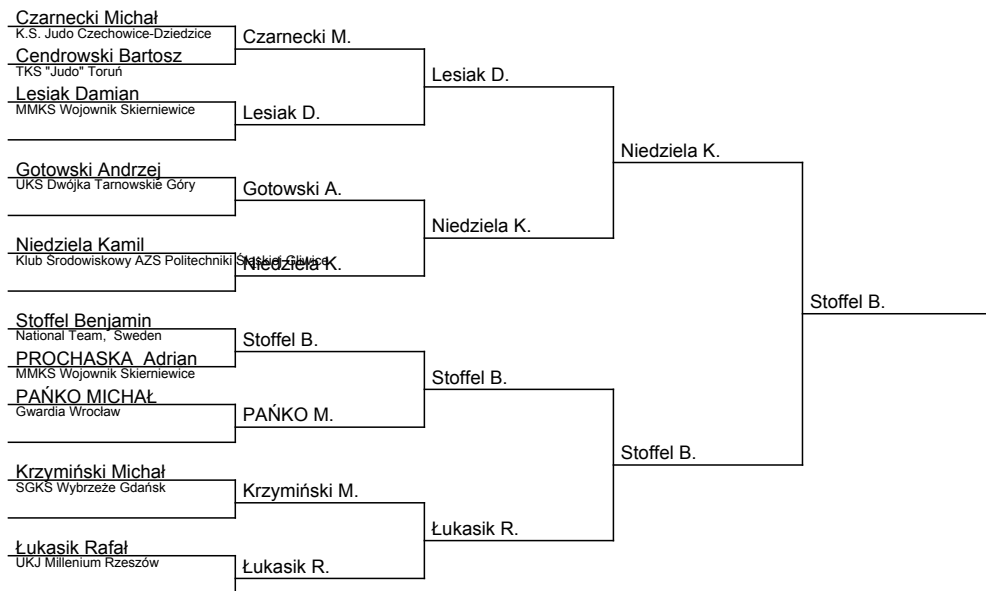 Czarnecki Michał
K.S. Judo Czechowice-Dziedzice
Czarnecki M.
Cendrowski Bartosz
TKS "Judo" Toruń
Lesiak D.
Lesiak Damian
MMKS Wojownik Skierniewice
Lesiak D.
Niedziela K.
Gotowski Andrzej
UKS Dwójka Tarnowskie Góry
Gotowski A.
Niedziela K.
Niedziela Kamil
Klub Środowiskowy AZS Politechniki Śląskiej Gliwice
Niedziela K.
Stoffel B.
Stoffel Benjamin
National Team, Sweden
Stoffel B.
PROCHASKA Adrian
MMKS Wojownik Skierniewice
Stoffel B.
PAŃKO MICHAŁ
Gwardia Wrocław
PAŃKO M.
Stoffel B.
Krzymiński Michał
SGKS Wybrzeże Gdańsk
Krzymiński M.
Łukasik R.
Łukasik Rafał
UKJ Millenium Rzeszów
Łukasik R.